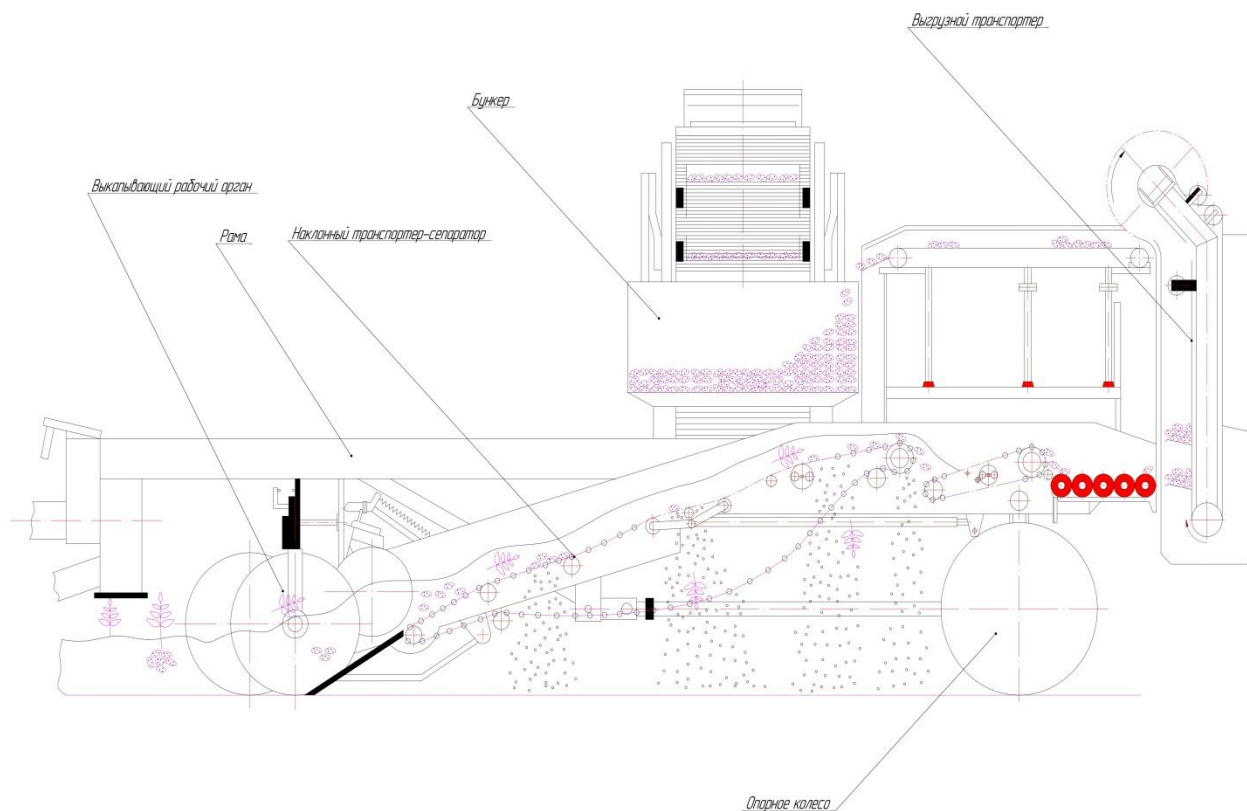 Выгрузной транспортер
Бункер
Выкапывающий рабочий орган
Рама
Наклонный транспортер-сепаратор
Опорное колесо